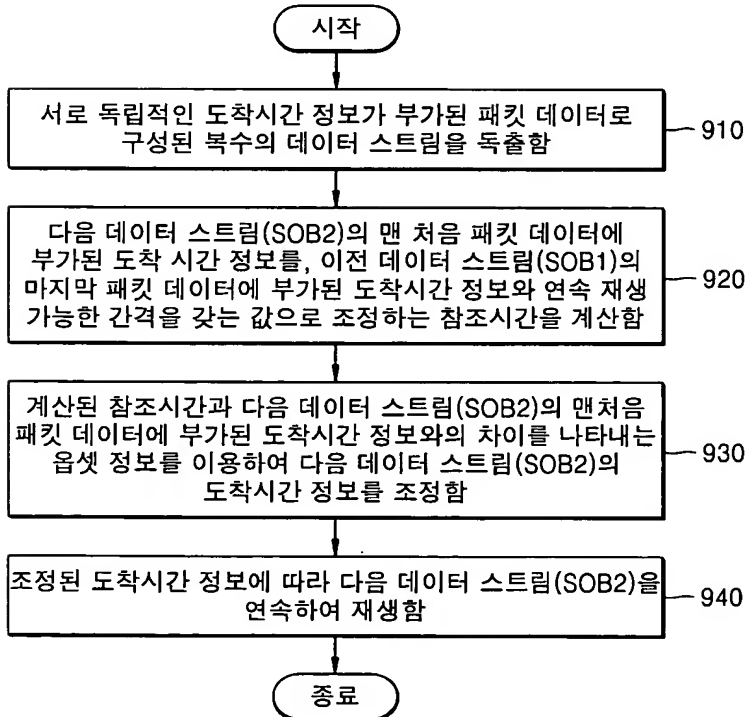 시작
서로 독립적인 도착시간 정보가 부가된 패킷 데이터로
구성된 복수의 데이터 스트림을 독출함
910
다음 데이터 스트림(SOB2)의 맨 처음 패킷 데이터에
부가된 도착 시간 정보를, 이전 데이터 스트림(SOB1)의
마지막 패킷 데이터에 부가된 도착시간 정보와 연속 재생
가능한 간격을 갖는 값으로 조정하는 참조시간을 계산함
920
계산된 참조시간과 다음 데이터 스트림(SOB2)의 맨처음
패킷 데이터에 부가된 도착시간 정보와의 차이를 나타내는
옵셋 정보를 이용하여 다음 데이터 스트림(SOB2)의
도착시간 정보를 조정함
930
조정된 도착시간 정보에 따라 다음 데이터 스트림(SOB2)을
연속하여 재생함
940
종료